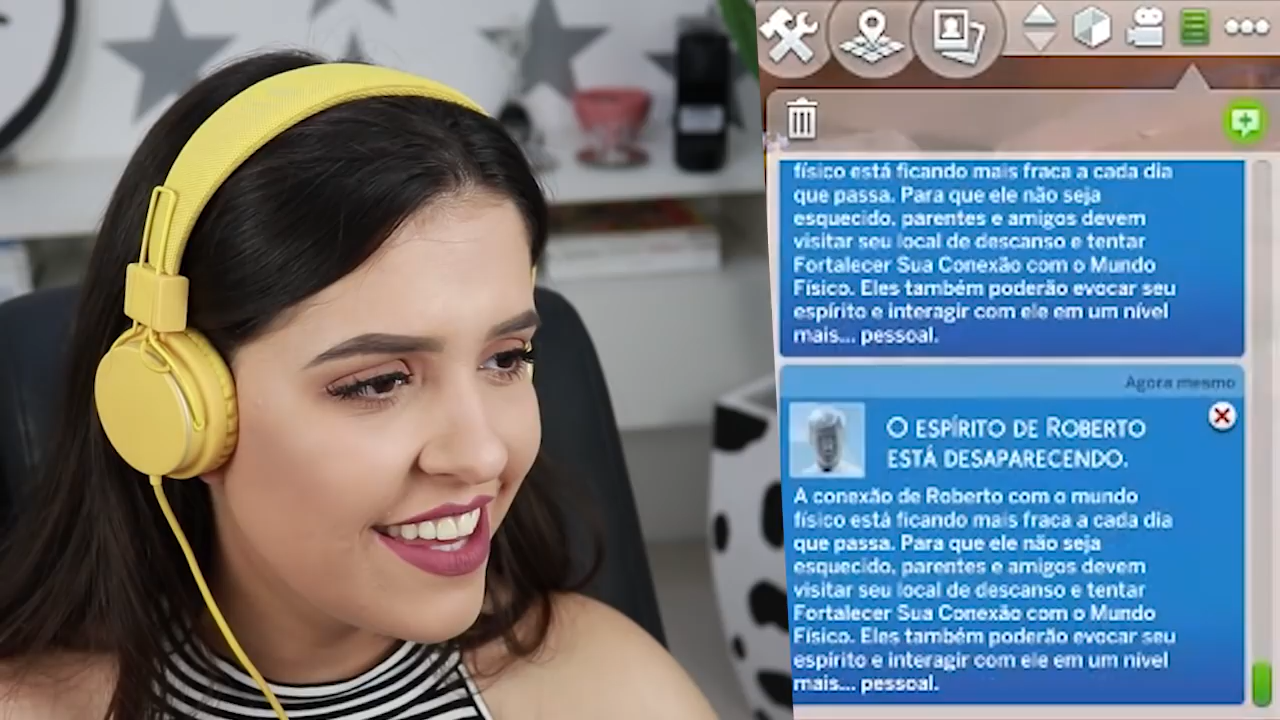 físico está ficando mais fraca a cada dia
que passa. Para que ele não seja
esquecido, parentes e amigos devem
visitar seu local de descanso e tentar
Fortalecer Sua Conexão com o Mundo
Físico. Eles também poderão evocar seu
espírito e interagir com ele em um nível
mais... pessoal.
Agora mesmo
O ESPÍRITO DE ROBERTO
ESTÁ DESAPARECENDO.
A conexão de Roberto com o mundo
físico está ficando mais fraca a cada dia
que passa. Para que ele não seja
esquecido, parentes e amigos devem
visitar seu local de descanso e tentar
Fortalecer Sua Conexão com o Mundo
Físico. Eles também poderão evocar seu
espírito e interagir com ele em um nível
mais... pessoal.